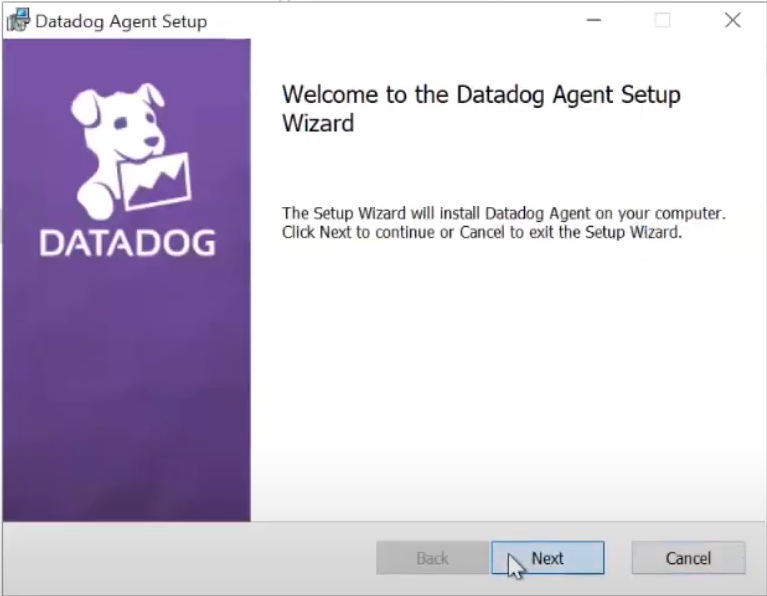 Datadog Agent Setup
DATADOG
Welcome to the Datadog Agent Setup
Wizard
The Setup Wizard will install Datadog Agent on your computer.
Click Next to continue or Cancel to exit the Setup Wizard.
Back
Next
Cancel